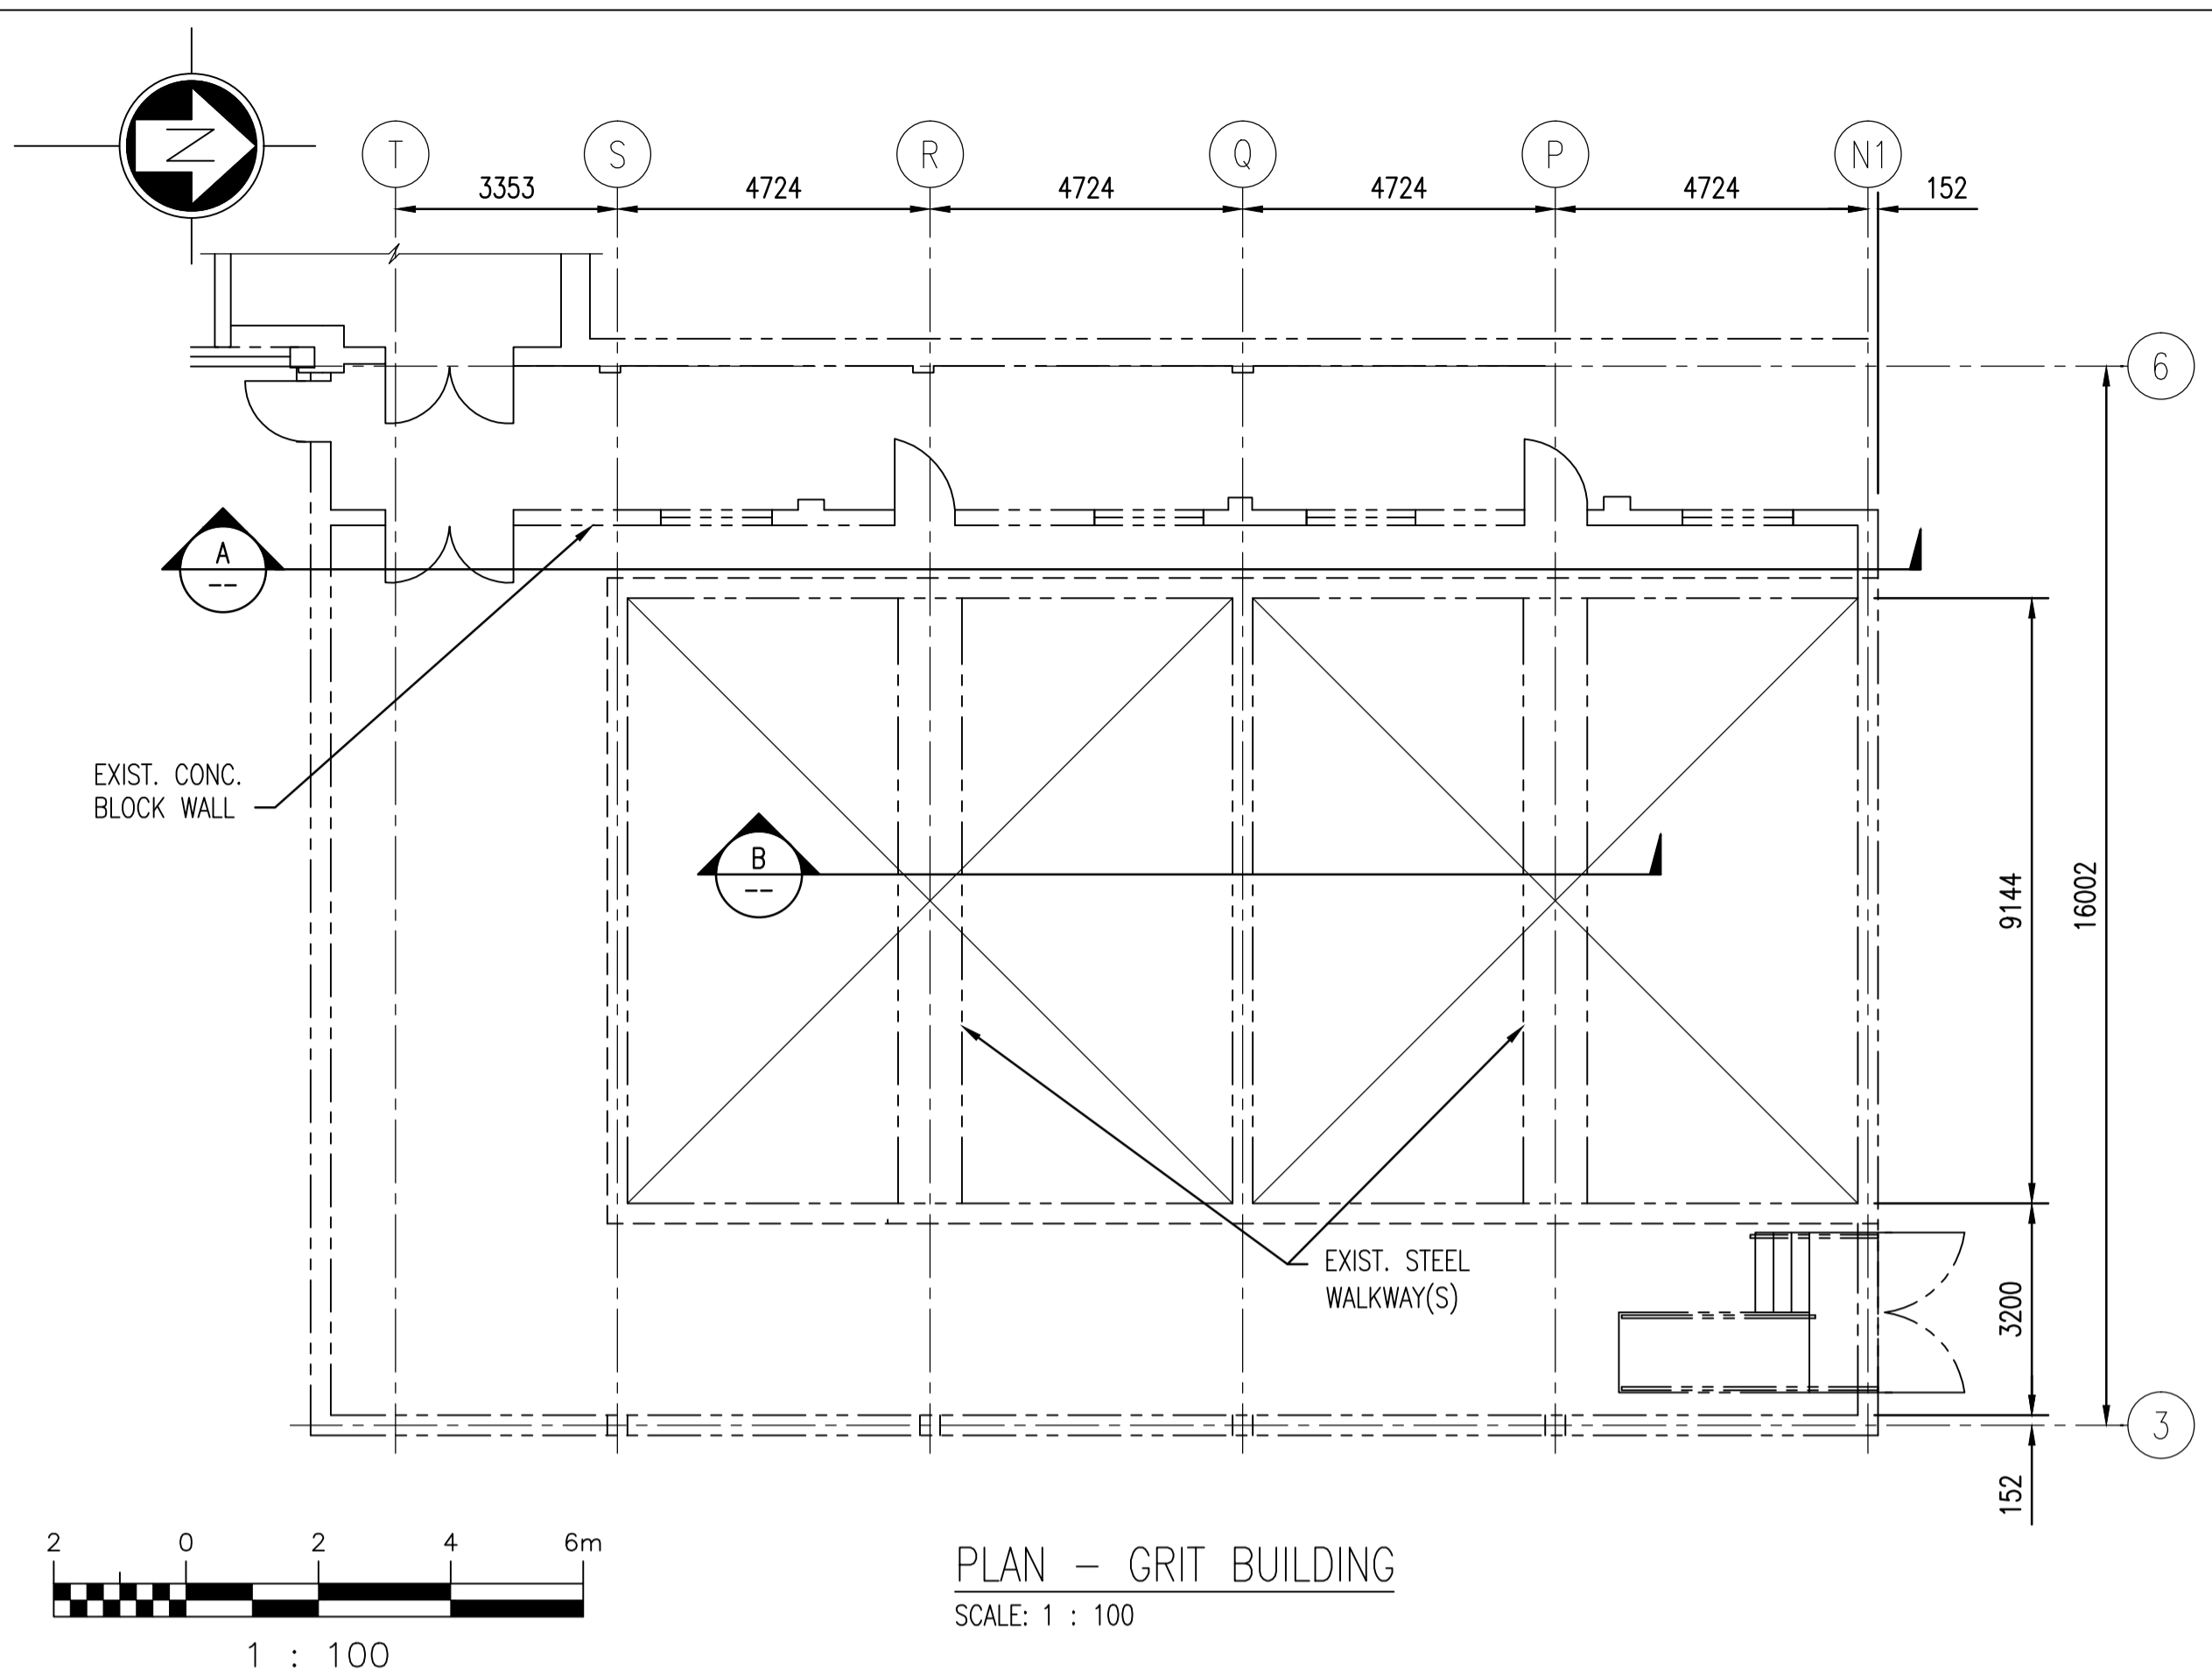 N
T
S
R
Q
P
N1
3353
4724
4724
4724
4724
152
6
A
--
EXIST. CONC.
BLOCK WALL
B
--
9144
16002
EXIST. STEEL
WALKWAY(S)
3200
3
152
2 0 2 4 6m
1 : 100
PLAN - GRIT BUILDING
SCALE: 1 : 100